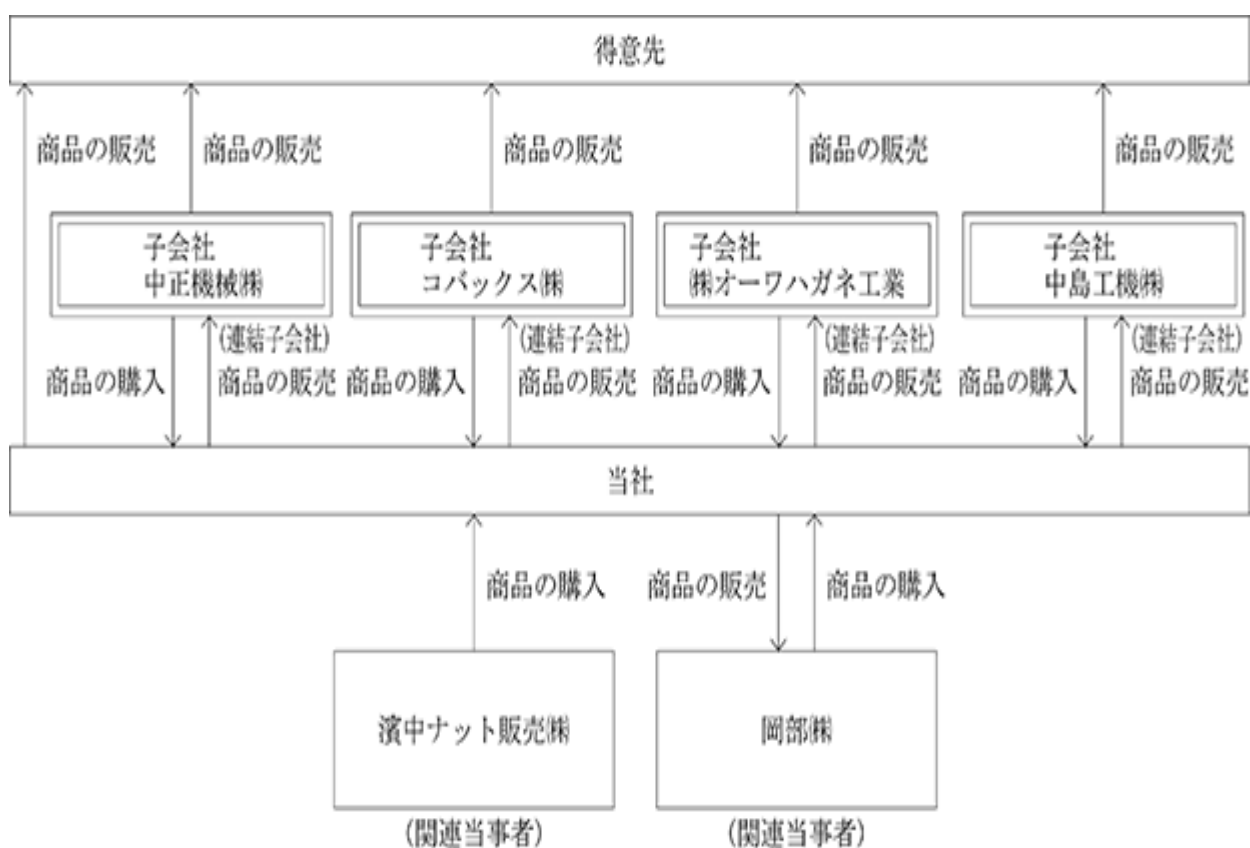 得意先
商品の販売
商品の販売
商品の販売
商品の販売
商品の販売
子会社
中正機械㈱
子会社
コバックス㈱
子会社
㈱オーワハガネ工業
子会社
中島工機㈱
(連結子会社)
(連結子会社)
(連結子会社)
(連結子会社)
商品の購入
商品の販売
商品の購入
商品の販売
商品の購入
商品の販売
商品の購入
商品の販売
当社
商品の購入
商品の販売
商品の購入
濱中ナット販売㈱
岡部㈱
(関連当事者)
(関連当事者)